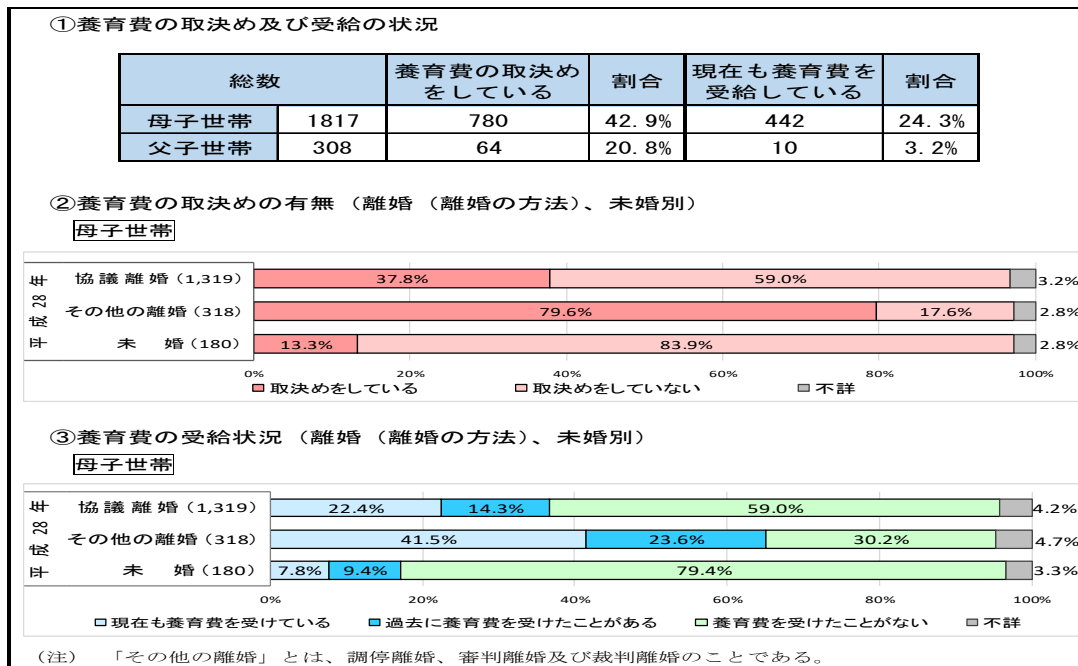 ①養育費の取決め及び受給の状況
総数 養育費の取決めをしている 割合 現在も養育費を受給している 割合
母子世帯 1817 780 42.9% 442 24.3%
父子世帯 308 64 20.8% 10 3.2%
②養育費の取決めの有無（離婚（離婚の方法）、未婚別）
母子世帯
平成28年
協議離婚(1,319) 37.8% 59.0% 3.2%
その他の離婚(318) 79.6% 17.6% 2.8%
未 婚(180) 13.3% 83.9% 2.8%
0% 20% 40% 60% 80% 100%
取決めをしている 取決めをしていない 不詳
③養育費の受給状況（離婚（離婚の方法）、未婚別）
母子世帯
平成28年
協議離婚(1,319) 22.4% 14.3% 59.0% 4.2%
その他の離婚(318) 41.5% 23.6% 30.2% 4.7%
未 婚(180) 7.8% 9.4% 79.4% 3.3%
0% 20% 40% 60% 80% 100%
現在も養育費を受けている 過去に養育費を受けたことがある 養育費を受けたことがない 不詳
（注） 「その他の離婚」とは、調停離婚、審判離婚及び裁判離婚のことである。